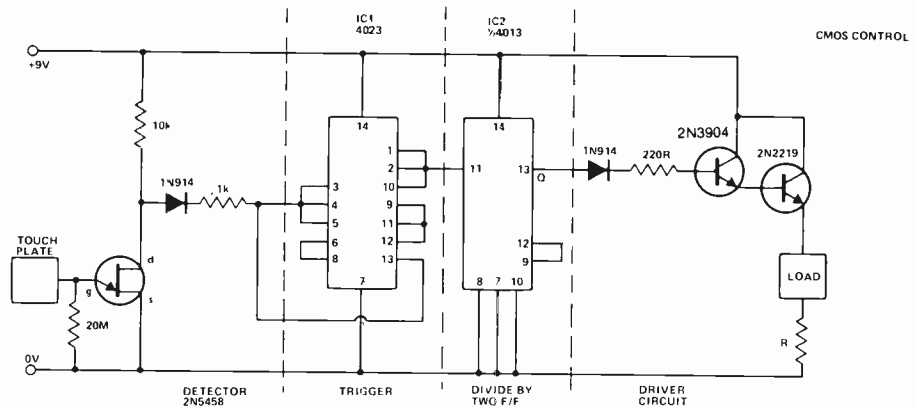 IC1
4023
IC2
½4013
CMOS CONTROL
+9V
10k
14
14
2N3904
2N2219
1N914
220R
1
2
10
11
13
Q
1N914
1k
3
4
5
9
11
12
6
8
13
12
9
TOUCH
PLATE
d
g
s
7
8
7
10
LOAD
20M
R
0V
DETECTOR
2N5458
TRIGGER
DIVIDE BY
TWO F/F
DRIVER
CIRCUIT